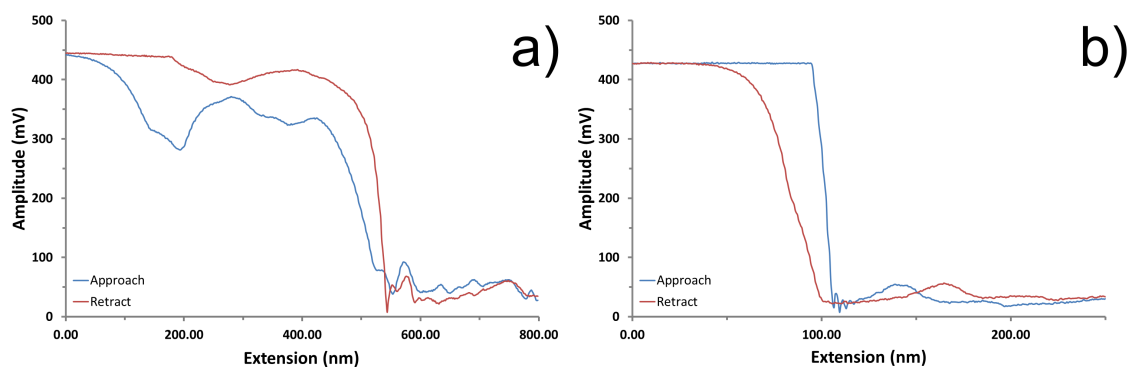 a)
500
400
300
200
100
0
Amplitude (mV)
Approach
Retract
0.00
200.00
400.00
600.00
800.00
Extension (nm)
b)
500
400
300
200
100
0
Amplitude (mV)
Approach
Retract
0.00
100.00
200.00
Extension (nm)